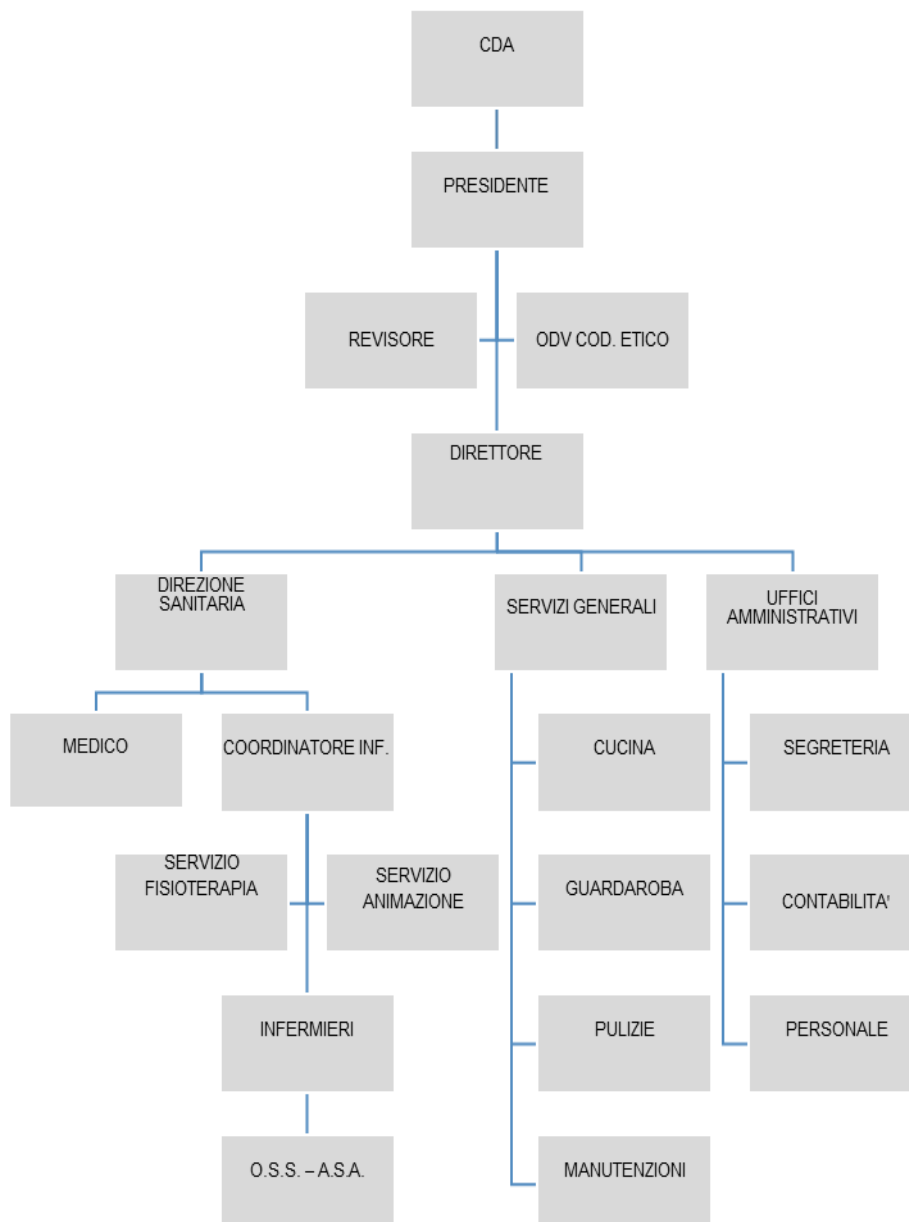 CDA
PRESIDENTE
REVISORE
ODV COD. ETICO
DIRETTORE
DIREZIONE
SANITARIA
SERVIZI GENERALI
UFFICI
AMMINISTRATIVI
MEDICO
COORDINATORE INF.
CUCINA
SEGRETERIA
SERVIZIO
FISIOTERAPIA
SERVIZIO
ANIMAZIONE
GUARDAROBA
CONTABILITA'
INFERMIERI
PULIZIE
PERSONALE
O.S.S. – A.S.A.
MANUTENZIONI